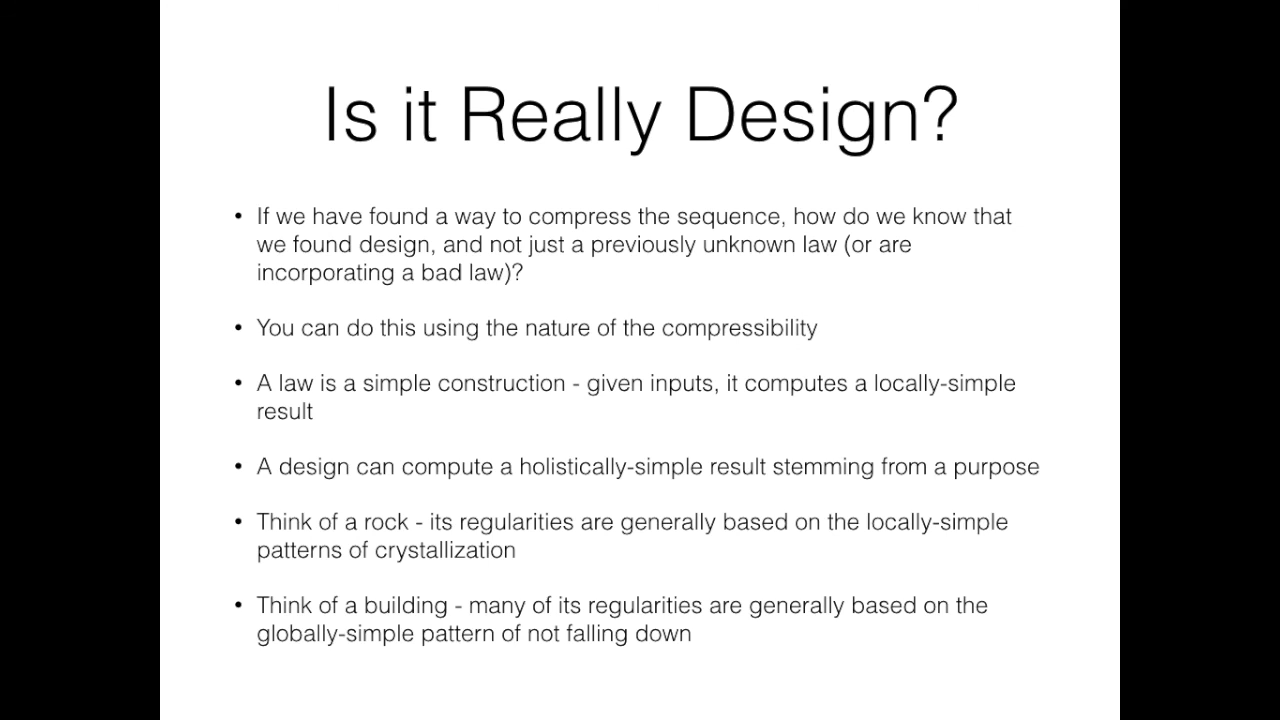 Is it Really Design?
• If we have found a way to compress the sequence, how do we know that
we found design, and not just a previously unknown law (or are
incorporating a bad law)?
• You can do this using the nature of the compressibility
• A law is a simple construction - given inputs, it computes a locally-simple
result
• A design can compute a holistically-simple result stemming from a purpose
• Think of a rock - its regularities are generally based on the locally-simple
patterns of crystallization
• Think of a building - many of its regularities are generally based on the
globally-simple pattern of not falling down